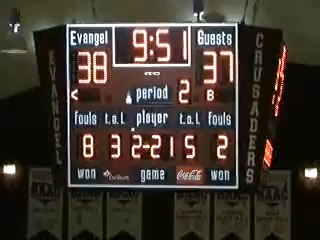 Evangel 9:51 Guests
38 37
< period 2 B
fouls t.o.l player t.o.l fouls
8 3 2-21 5 2
won game Coca-Cola won
EVANGEL
CRUSADERS